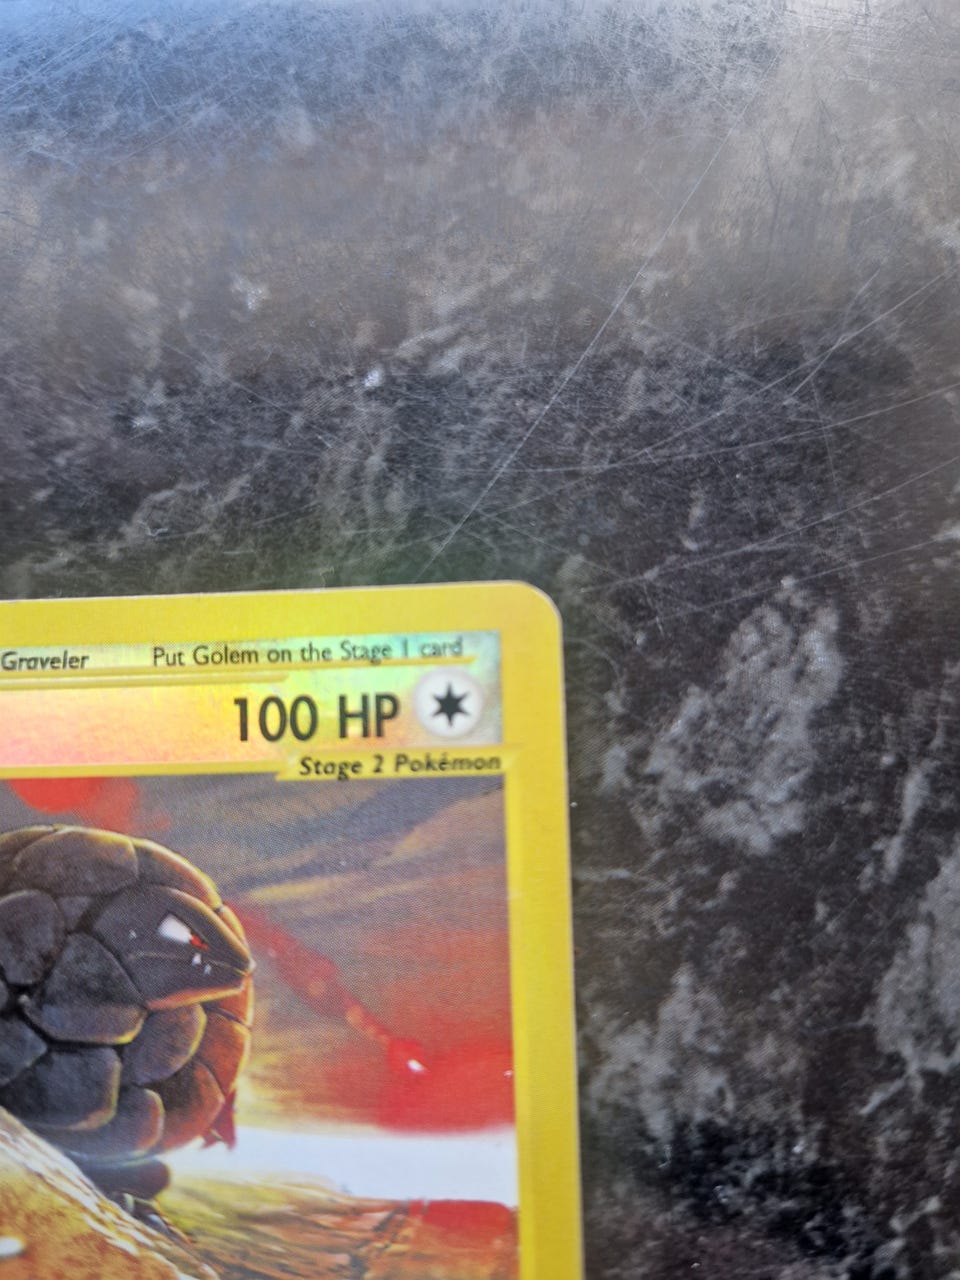 Graveler Put Golem on the Stage 1 card
100 HP
Stage 2 Pokémon